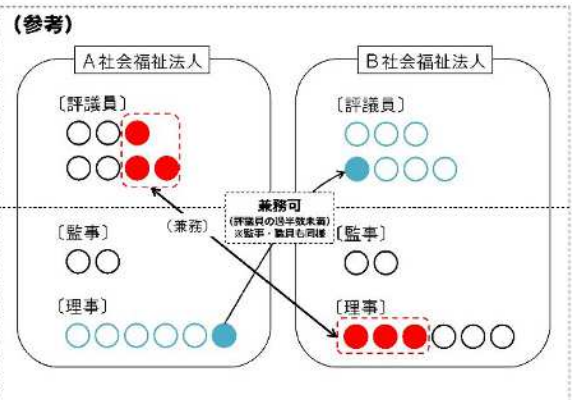 (参考)
A社会福祉法人
B社会福祉法人
〔評議員〕
〔評議員〕
兼務可
(評議員の過半数未満)
※監事・職員も同様
(兼務)
〔監事〕
〔監事〕
〔理事〕
〔理事〕